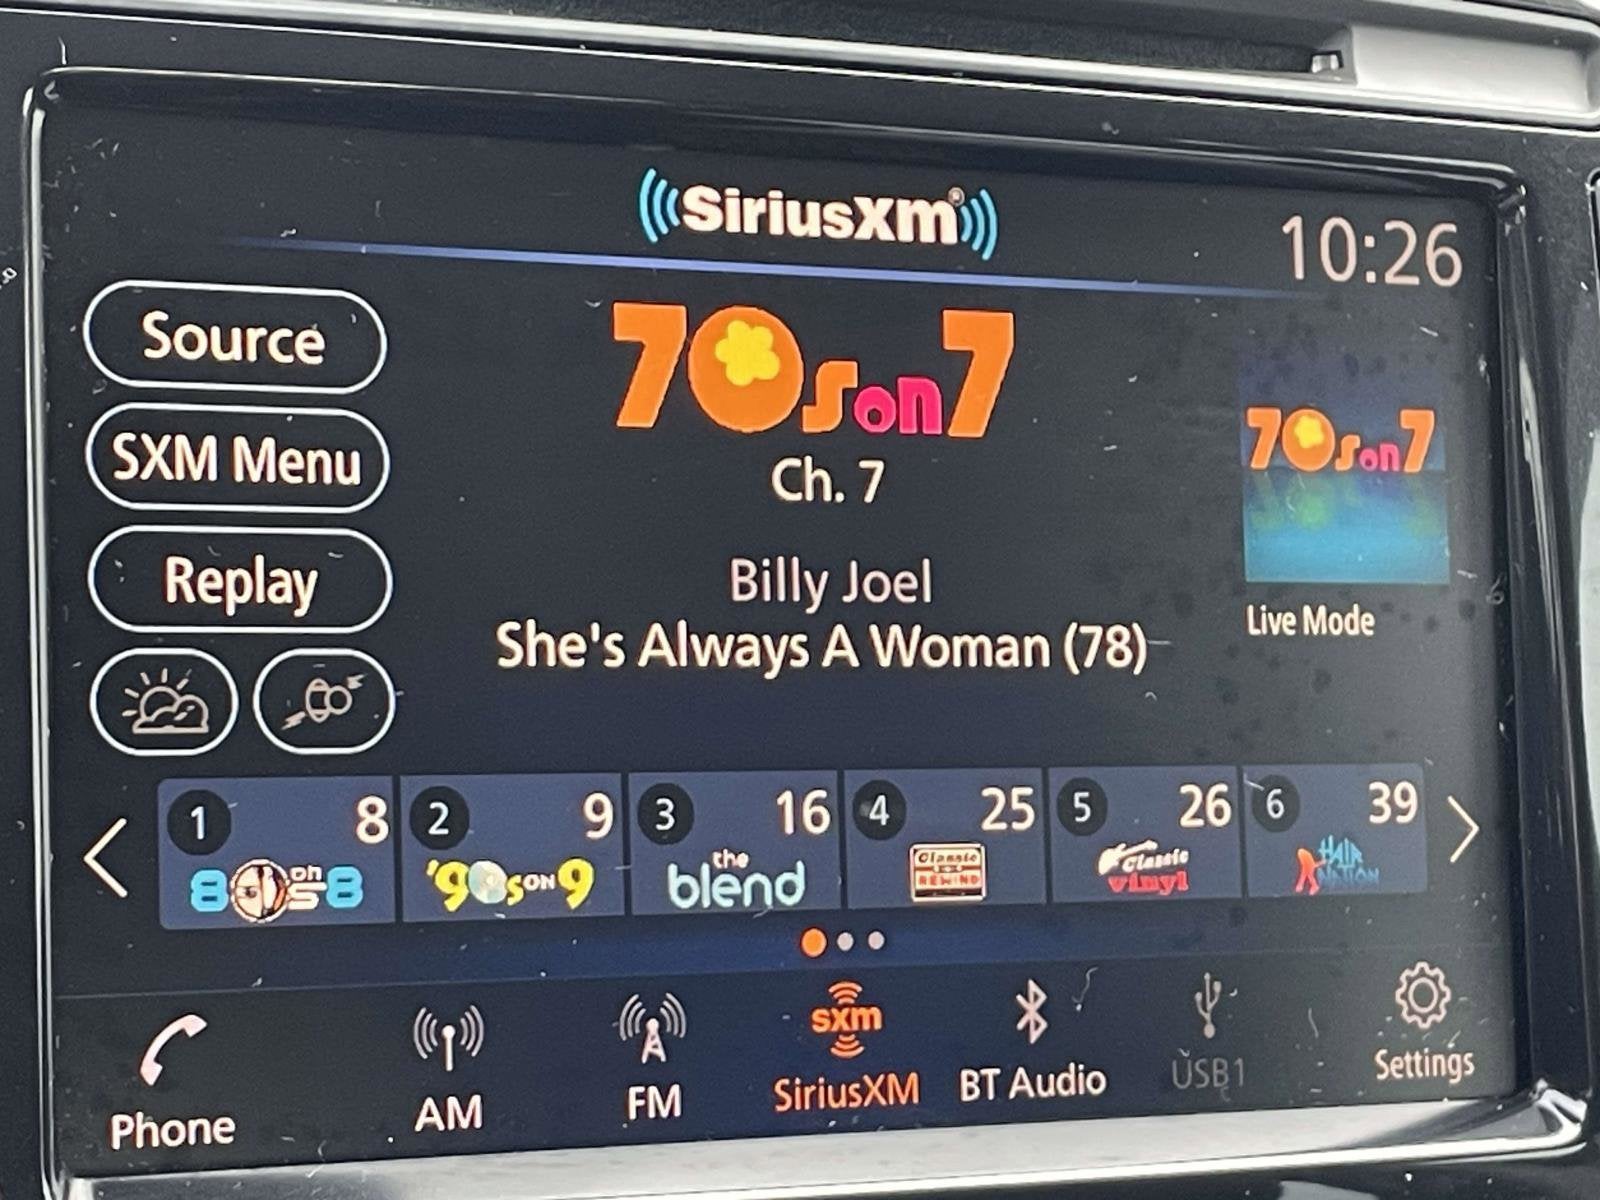 SiriusXm
10:26
Source
SXM Menu
Replay
70s on 7
Ch. 7
Billy Joel
She's Always A Woman (78)
70s on 7
Live Mode
1 8
80s on 8
2 9
'90s ON 9
3 16
the
blend
4 25
Classic
REWIND
5 26
Classic
vinyl
6 39
HAIR
NATION
Phone
AM
FM
sxm
SiriusXM
BT Audio
USB1
Settings